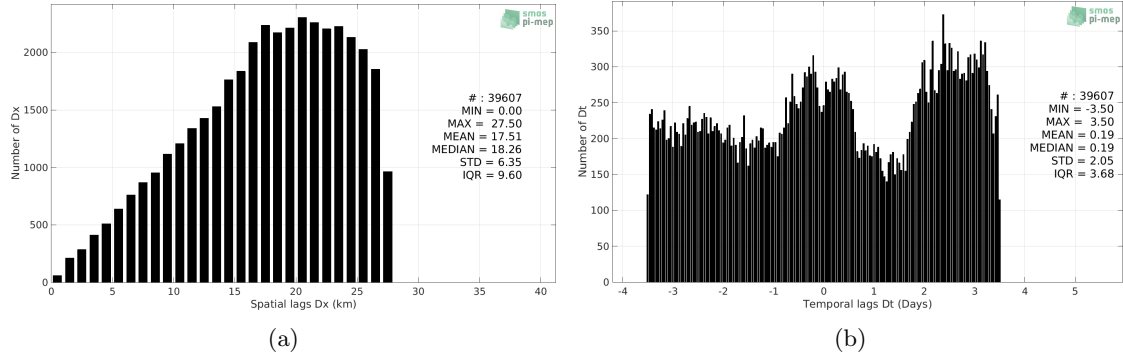 smos
pi-mep
Number of Dx
2000
1500
1000
500
0
# : 39607
MIN = 0.00
MAX = 27.50
MEAN = 17.51
MEDIAN = 18.26
STD = 6.35
IQR = 9.60
0 5 10 15 20 25 30 35 40
Spatial lags Dx (km)
(a)
smos
pi-mep
Number of Dt
350
300
250
200
150
100
50
0
# : 39607
MIN = -3.50
MAX = 3.50
MEAN = 0.19
MEDIAN = 0.19
STD = 2.05
IQR = 3.68
-4 -3 -2 -1 0 1 2 3 4 5
Temporal lags Dt (Days)
(b)